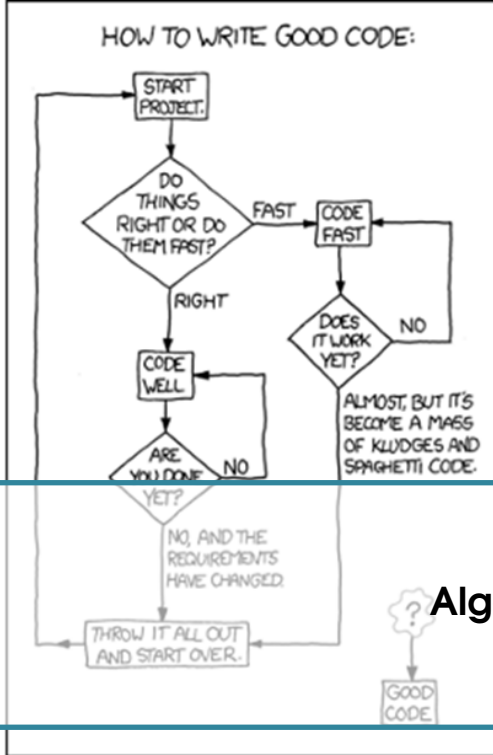 HOW TO WRITE GOOD CODE:
START
PROJECT.
DO
THINGS
RIGHT OR DO
THEM FAST?
FAST
CODE
FAST
RIGHT
DOES
IT WORK
YET?
NO
CODE
WELL
ALMOST, BUT IT'S
BECOME A MASS
OF KLUDGES AND
SPAGHETTI CODE.
ARE
YOU DONE
YET?
NO
NO, AND THE
REQUIREMENTS
HAVE CHANGED.
THROW IT ALL OUT
AND START OVER.
?
Alg
GOOD
CODE